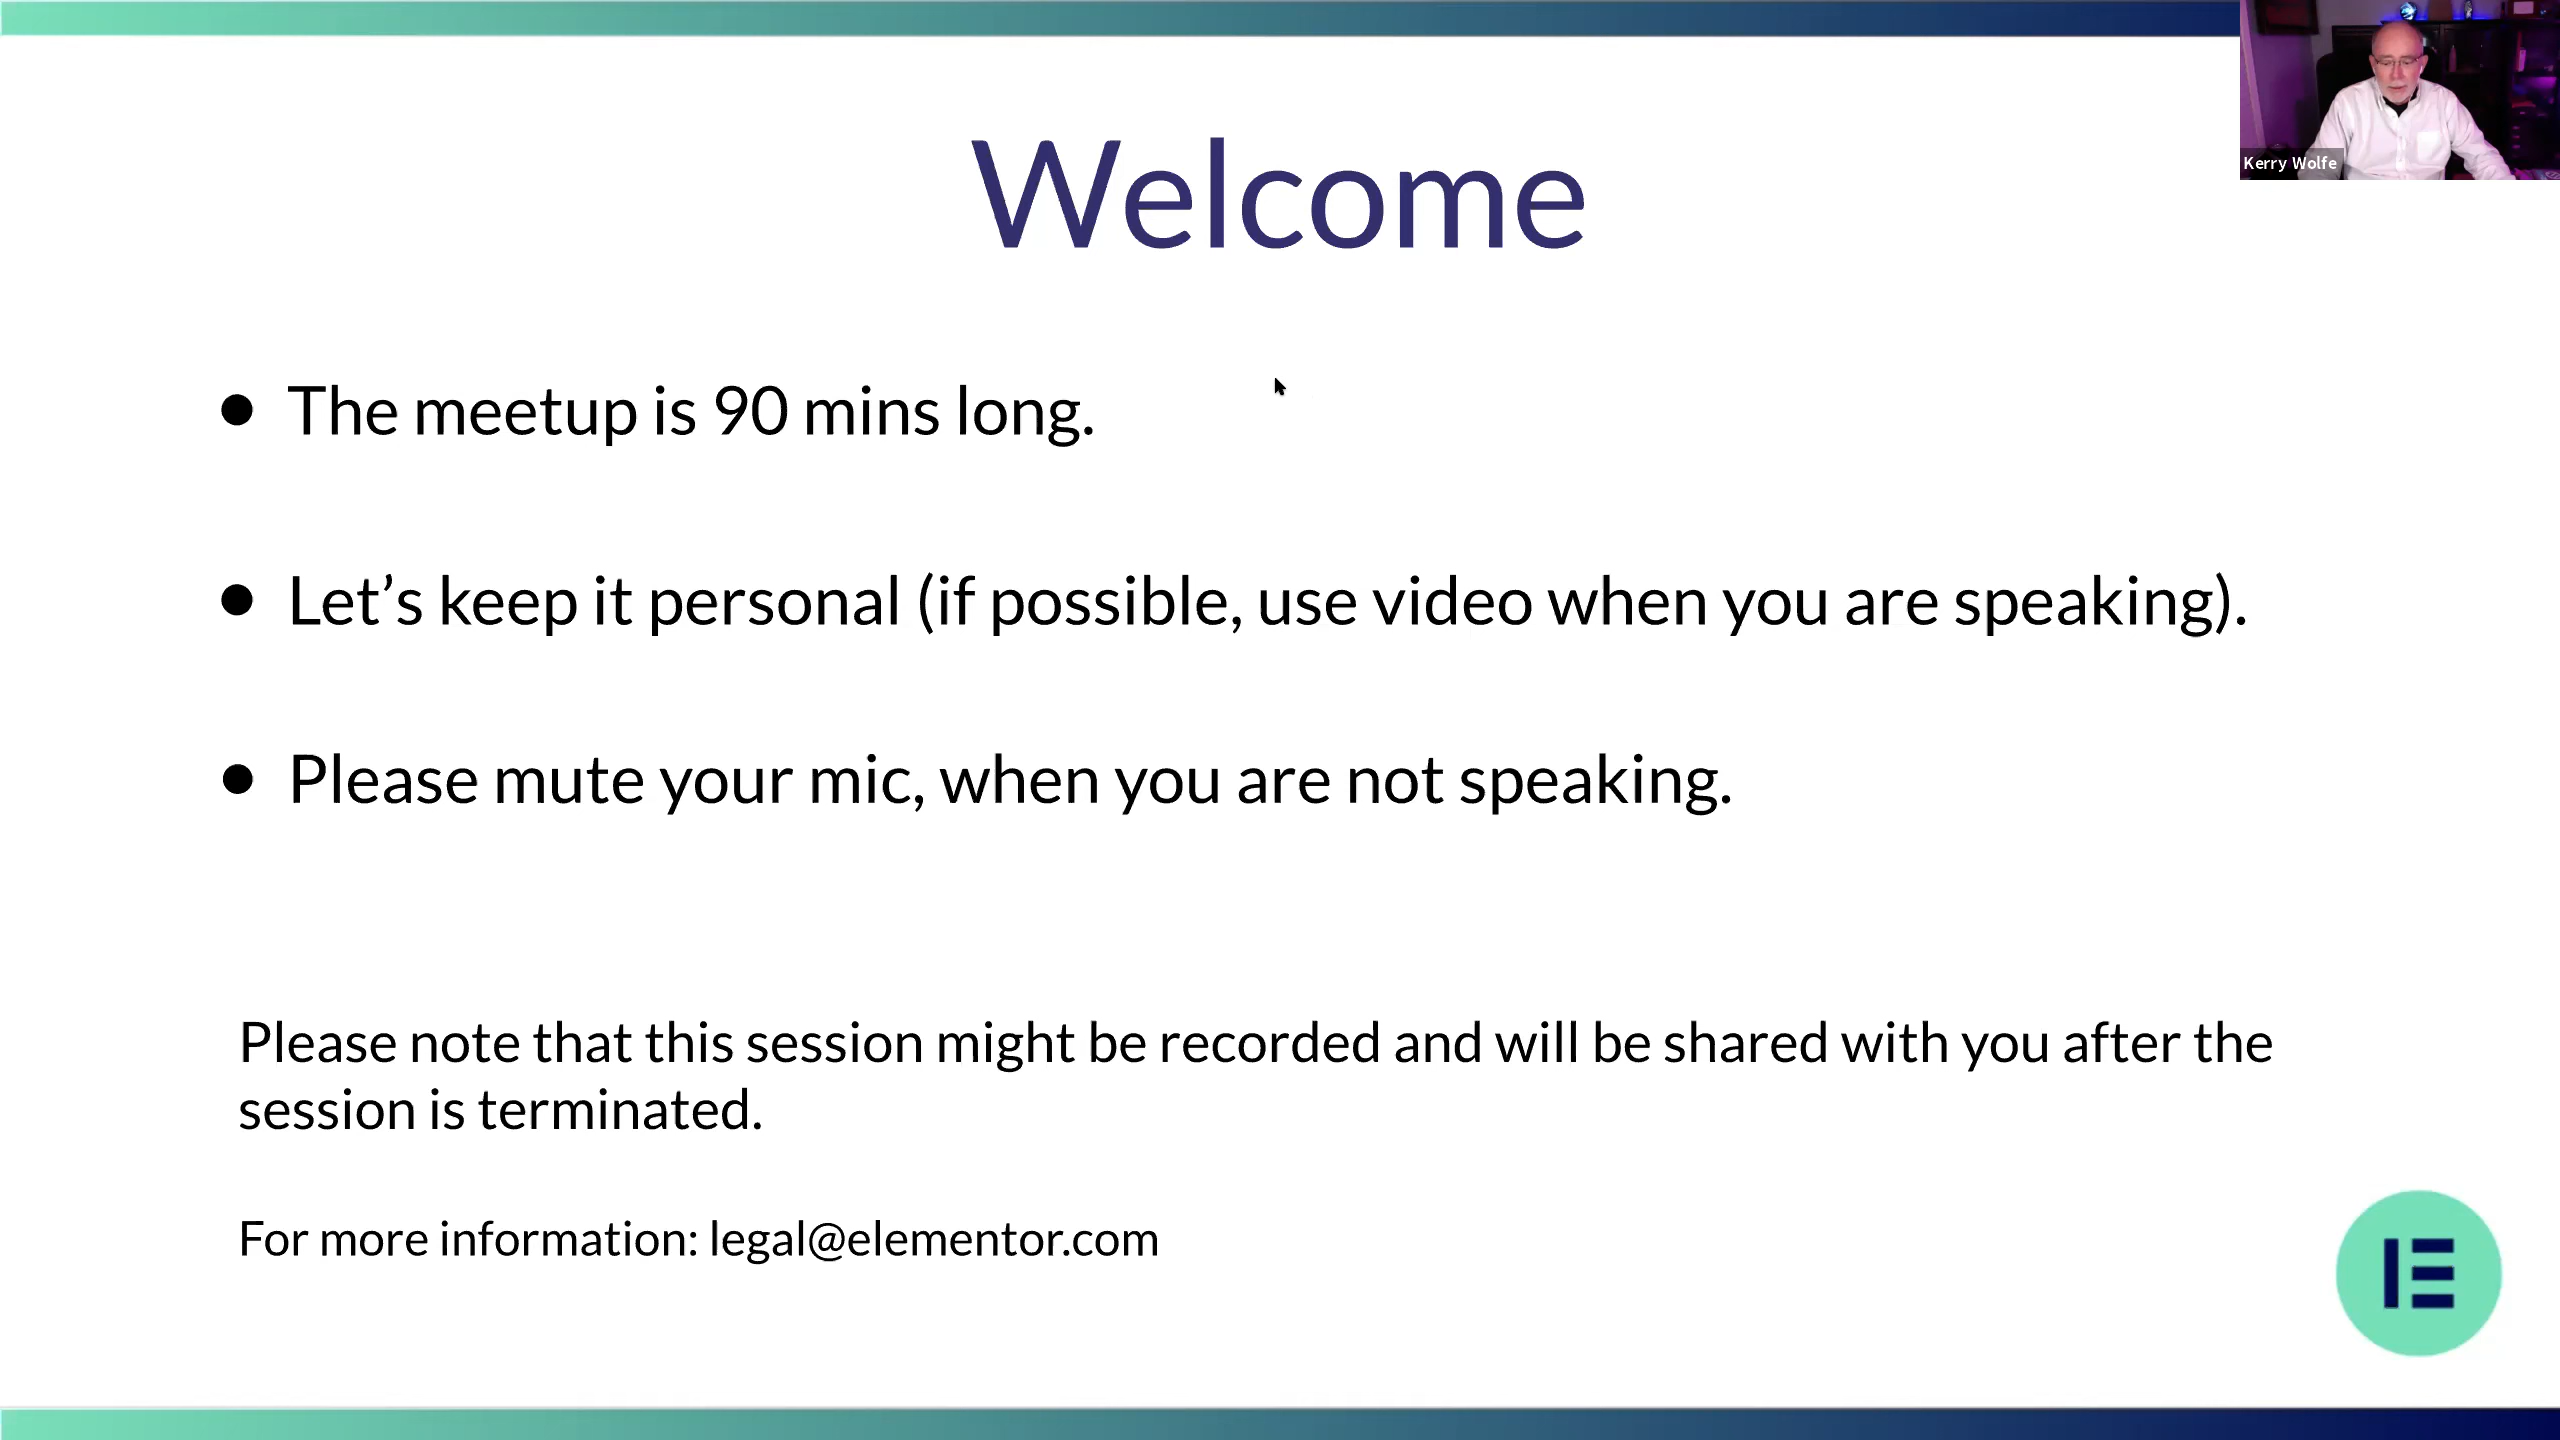 Welcome
Kerry Wolfe
● The meetup is 90 mins long.
● Let’s keep it personal (if possible, use video when you are speaking).
● Please mute your mic, when you are not speaking.
Please note that this session might be recorded and will be shared with you after the
session is terminated.
For more information: legal@elementor.com